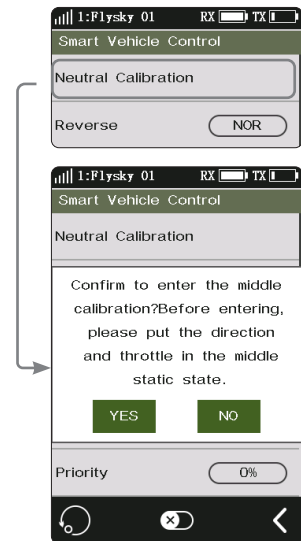 1:Flysky 01 RX TX
Smart Vehicle Control
Neutral Calibration
Reverse NOR
1:Flysky 01 RX TX
Smart Vehicle Control
Neutral Calibration
Confirm to enter the middle
calibration?Before entering,
please put the direction
and throttle in the middle
static state.
YES NO
Priority 0%